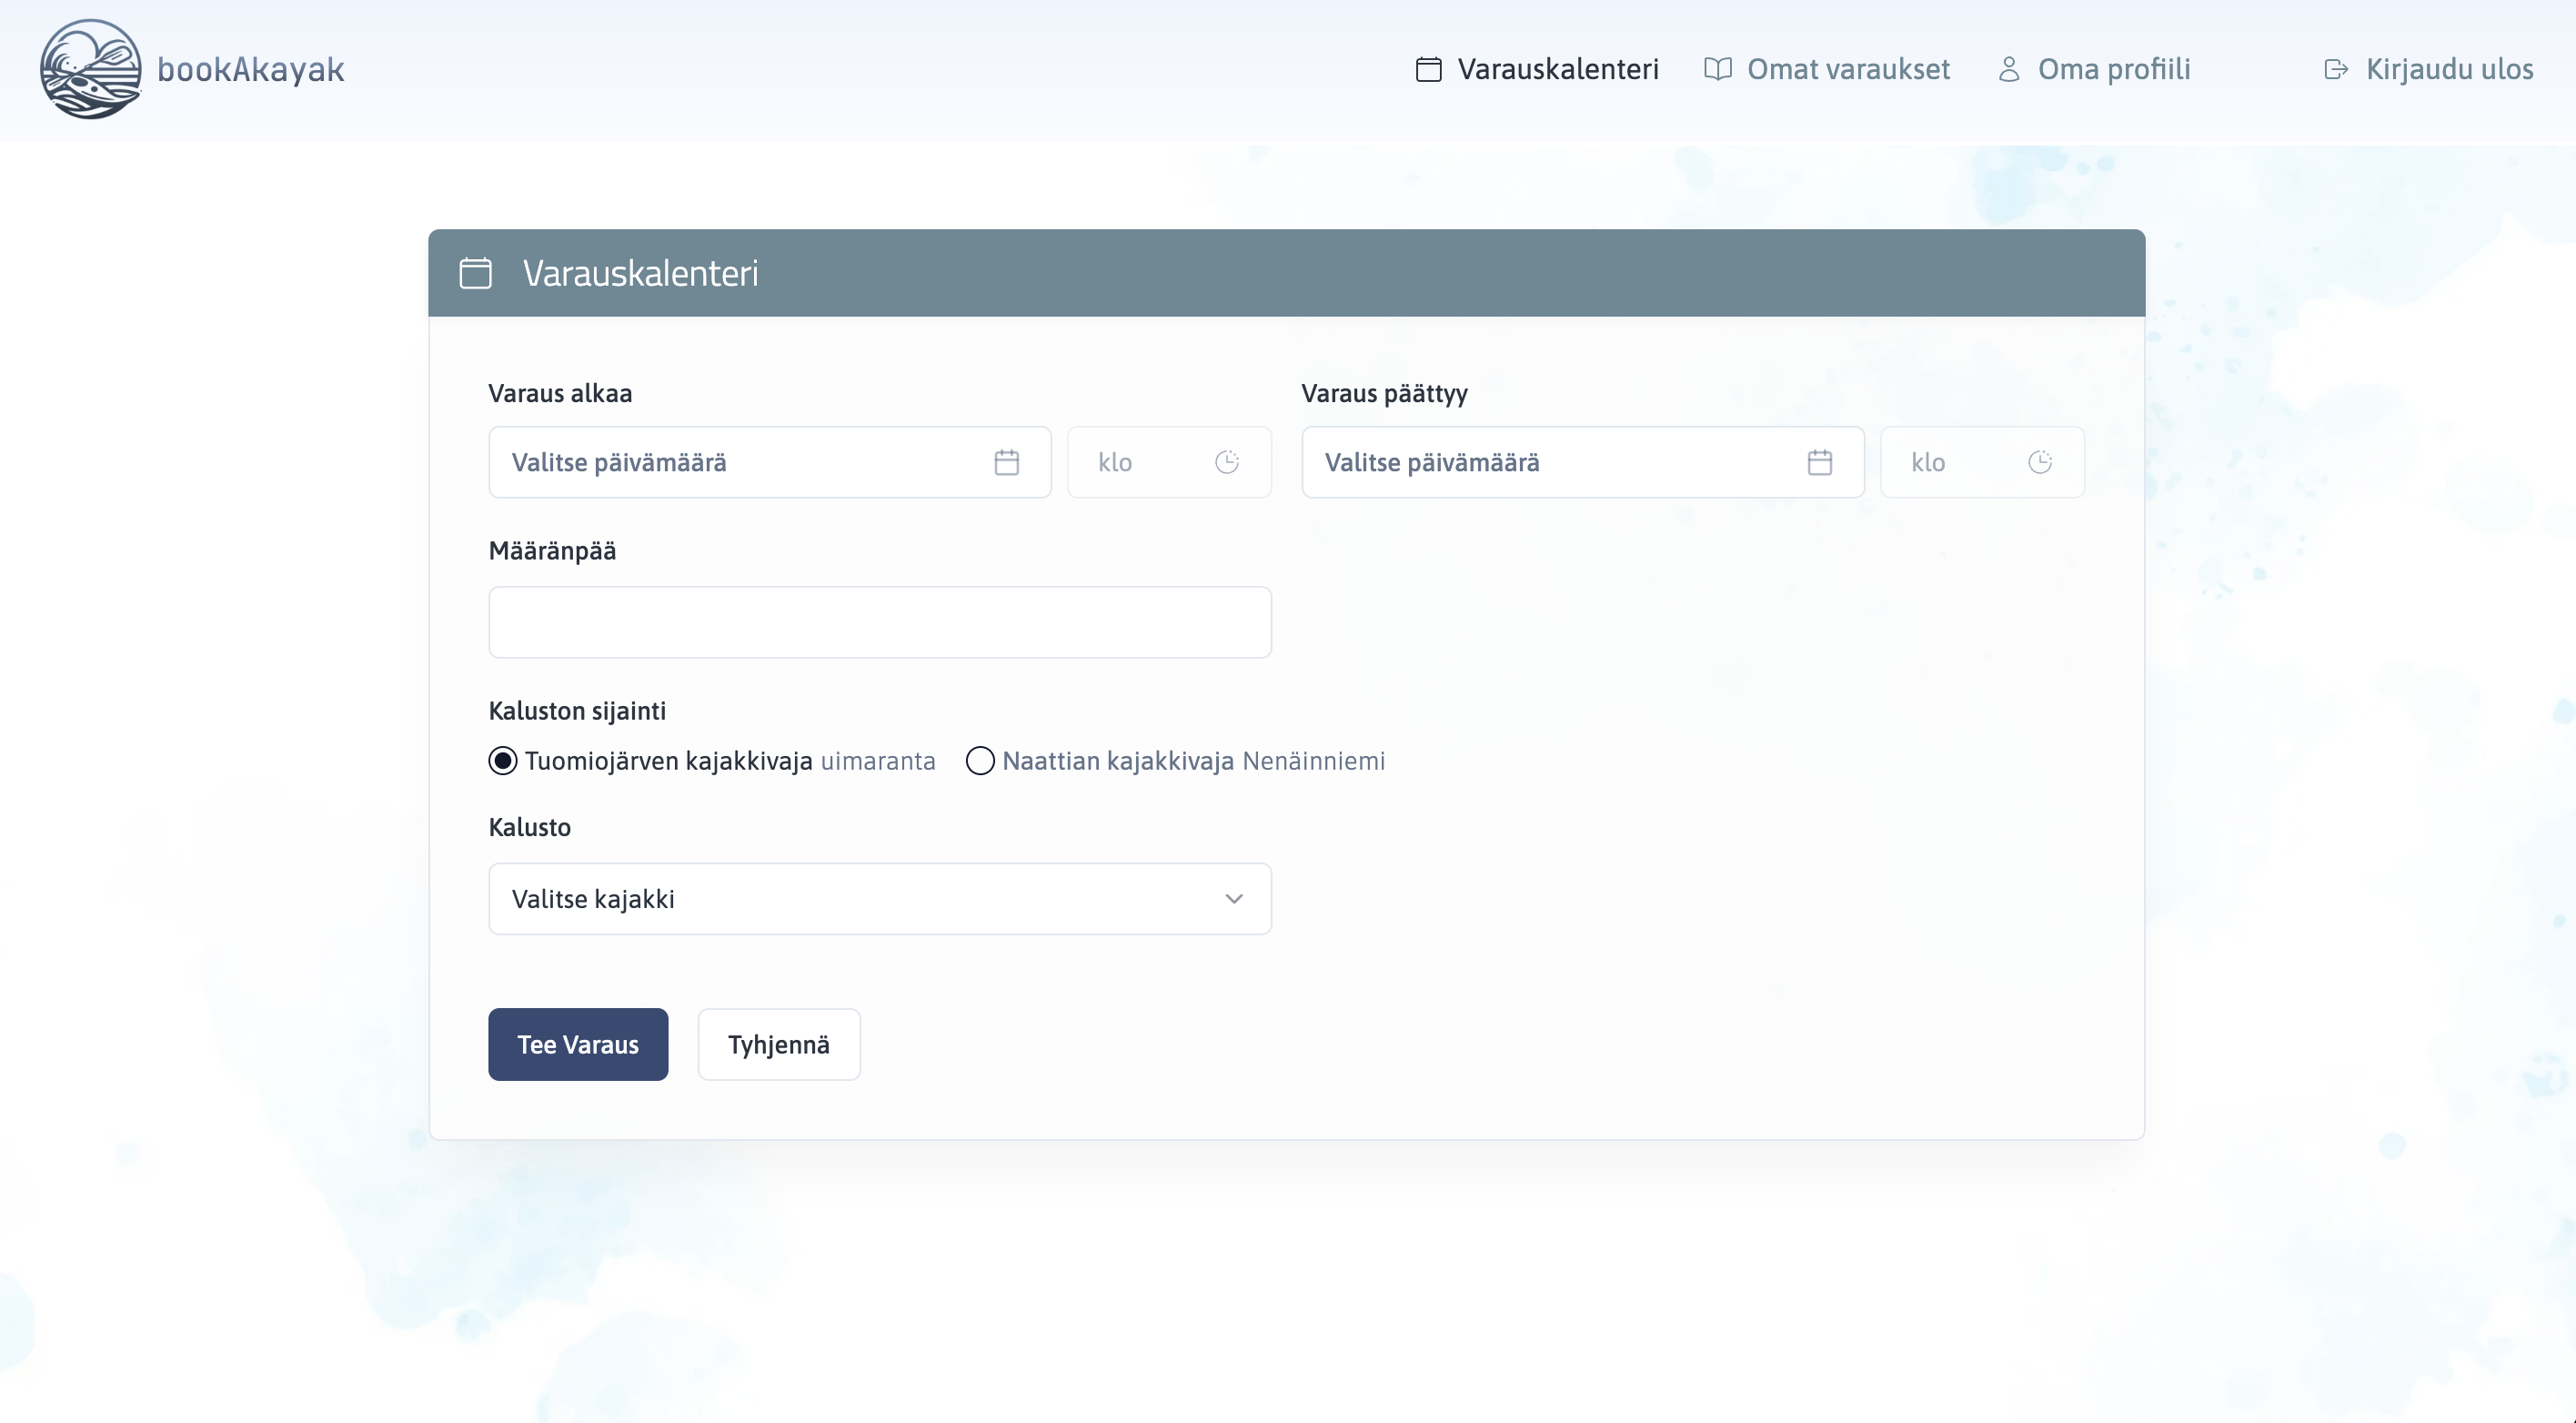 bookAkayak
Varauskalenteri Omat varaukset Oma profiili Kirjaudu ulos
Varauskalenteri
Varaus alkaa Varaus päättyy
Valitse päivämäärä klo Valitse päivämäärä klo
Määränpää
Kaluston sijainti
Tuomiojärven kajakkivaja uimaranta Naattian kajakkivaja Nenäinniemi
Kalusto
Valitse kajakki
Tee Varaus Tyhjennä